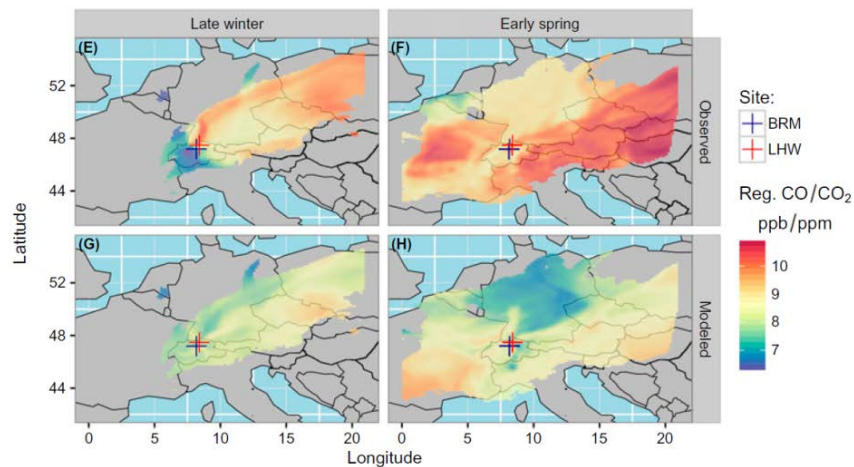 Late winter
Early spring
(E)
(F)
52
48
44
Observed
Site:
BRM
LHW
Reg. CO/CO₂
ppb/ppm
10
9
8
7
Latitude
(G)
(H)
52
48
44
Modeled
0 5 10 15 20
0 5 10 15 20
Longitude